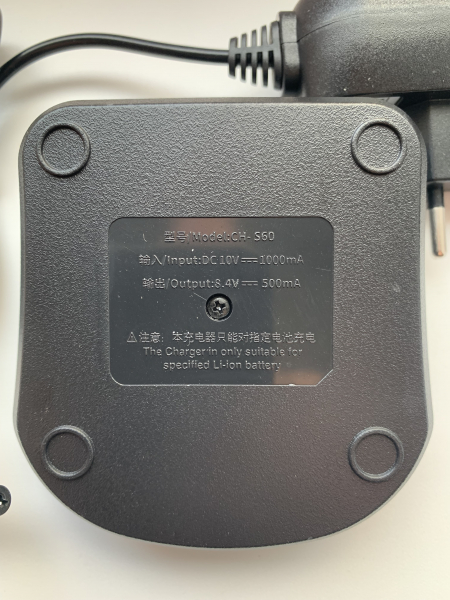 型号/Model:CH-S60
输入/Input:DC 10V⎓1000mA
输出/Output:8.4V⎓500mA
⚠注意: 本充电器只能对指定电池充电
The Charger in only suitable for
specified Li-ion battery